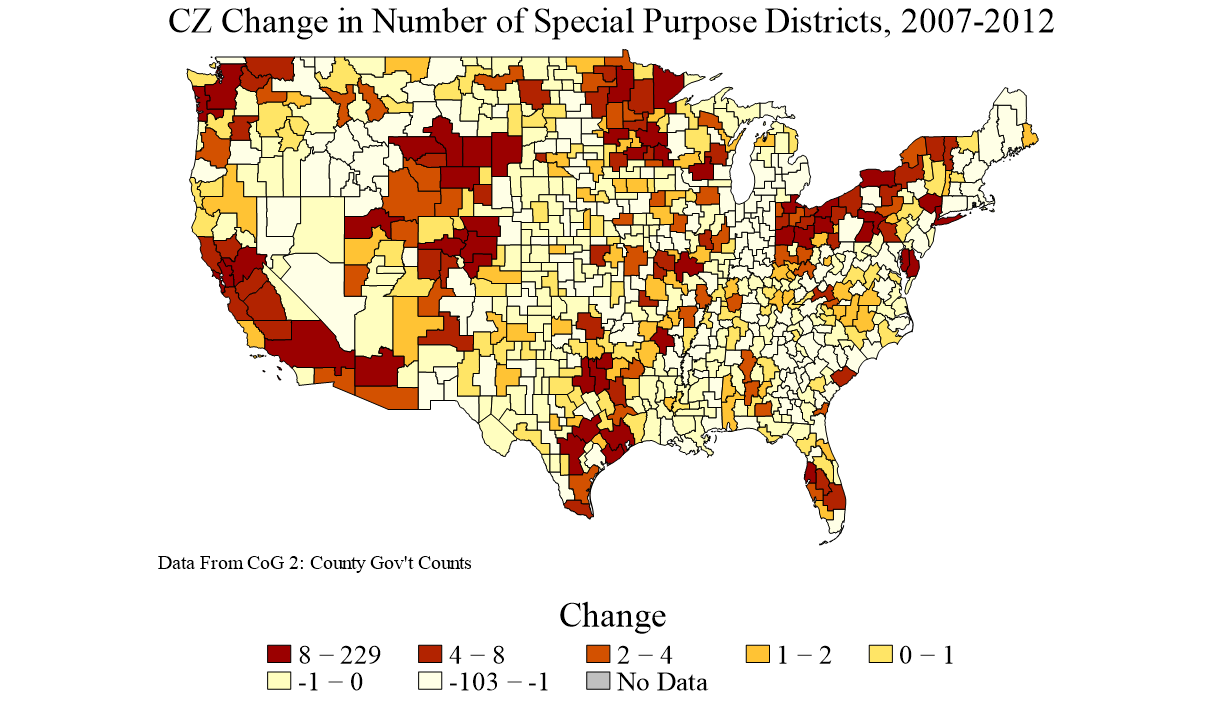 CZ Change in Number of Special Purpose Districts, 2007-2012
Data From CoG 2: County Gov't Counts
Change
8 − 229 4 − 8 2 − 4 1 − 2 0 − 1
-1 − 0 -103 − -1 No Data